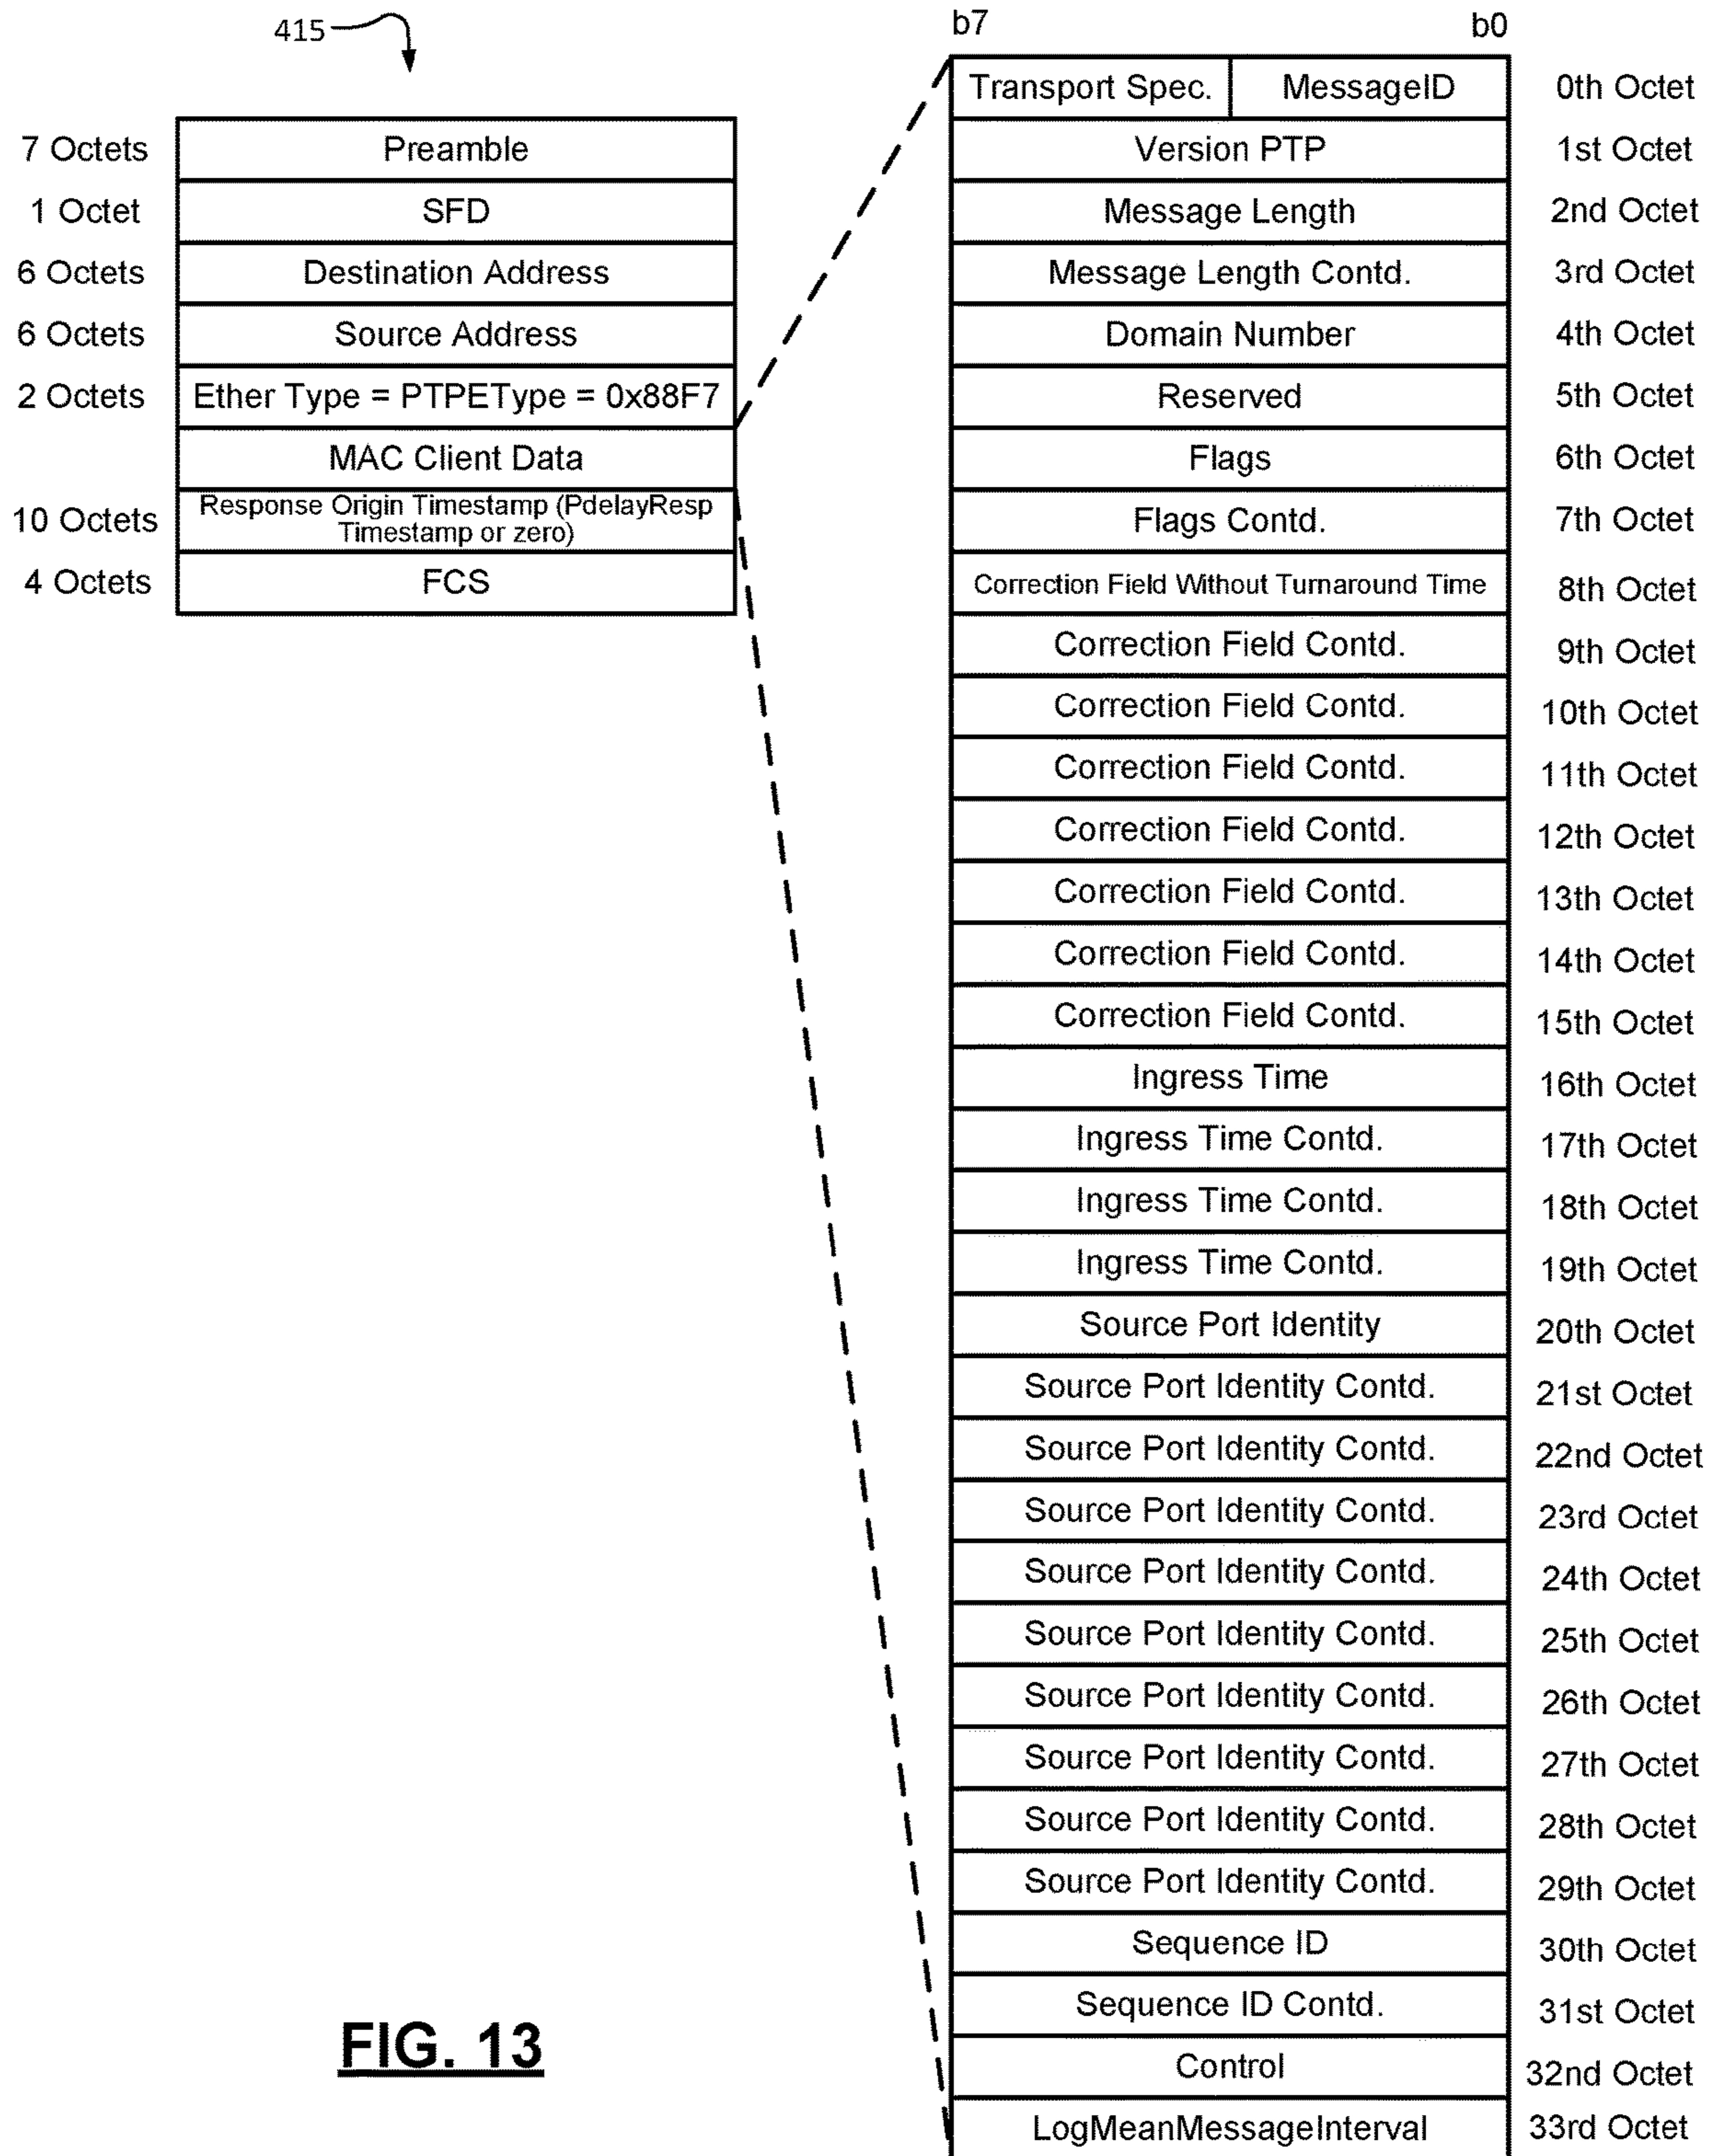 415
7 Octets Preamble
1 Octet SFD
6 Octets Destination Address
6 Octets Source Address
2 Octets Ether Type = PTPEType = 0x88F7
MAC Client Data
10 Octets Response Origin Timestamp (PdelayResp
Timestamp or zero)
4 Octets FCS
b7 b0
Transport Spec. MessageID 0th Octet
Version PTP 1st Octet
Message Length 2nd Octet
Message Length Contd. 3rd Octet
Domain Number 4th Octet
Reserved 5th Octet
Flags 6th Octet
Flags Contd. 7th Octet
Correction Field Without Turnaround Time 8th Octet
Correction Field Contd. 9th Octet
Correction Field Contd. 10th Octet
Correction Field Contd. 11th Octet
Correction Field Contd. 12th Octet
Correction Field Contd. 13th Octet
Correction Field Contd. 14th Octet
Correction Field Contd. 15th Octet
Ingress Time 16th Octet
Ingress Time Contd. 17th Octet
Ingress Time Contd. 18th Octet
Ingress Time Contd. 19th Octet
Source Port Identity 20th Octet
Source Port Identity Contd. 21st Octet
Source Port Identity Contd. 22nd Octet
Source Port Identity Contd. 23rd Octet
Source Port Identity Contd. 24th Octet
Source Port Identity Contd. 25th Octet
Source Port Identity Contd. 26th Octet
Source Port Identity Contd. 27th Octet
Source Port Identity Contd. 28th Octet
Source Port Identity Contd. 29th Octet
Sequence ID 30th Octet
Sequence ID Contd. 31st Octet
Control 32nd Octet
LogMeanMessageInterval 33rd Octet
FIG. 13